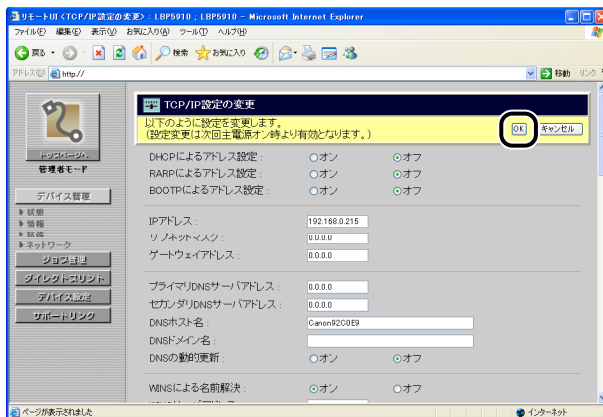 リモートUI <TCP/IP設定の変更> : LBP5910 ; LBP5910 - Microsoft Internet Explorer
ファイル(F) 編集(E) 表示(V) お気に入り(A) ツール(T) ヘルプ(H)
戻る 検索 お気に入り
アドレス(D) http:// 移動 リンク
TCP/IP設定の変更
以下のように設定を変更します。
(設定変更は次回主電源オン時より有効となります。)
OK キャンセル
トップページへ
管理者モード
デバイス管理
状態
情報
装備
ネットワーク
ジョブ管理
ダイレクトプリント
デバイス設定
サポートリンク
DHCPによるアドレス設定 : オン オフ
RARPによるアドレス設定 : オン オフ
BOOTPによるアドレス設定 : オン オフ
IPアドレス : 192.168.0.215
サブネットマスク : 0.0.0.0
ゲートウェイアドレス : 0.0.0.0
プライマリDNSサーバアドレス : 0.0.0.0
セカンダリDNSサーバアドレス : 0.0.0.0
DNSホスト名 : Canon92C0E9
DNSドメイン名 :
DNSの動的更新 : オン オフ
WINSによる名前解決 : オン オフ
ページが表示されました インターネット